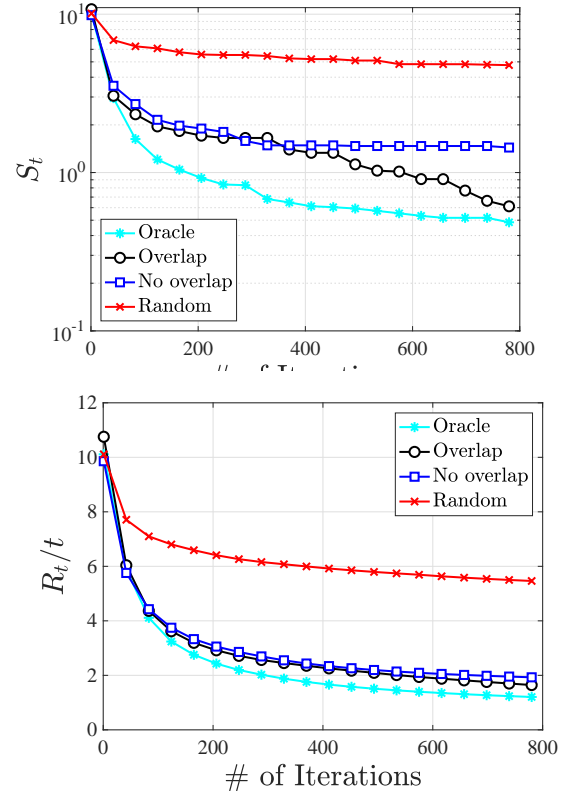 10^1
10^0
10^-1
S_t
Oracle
Overlap
No overlap
Random
0 200 400 600 800
12
10
8
6
4
2
0
R_t/t
Oracle
Overlap
No overlap
Random
0 200 400 600 800
# of Iterations